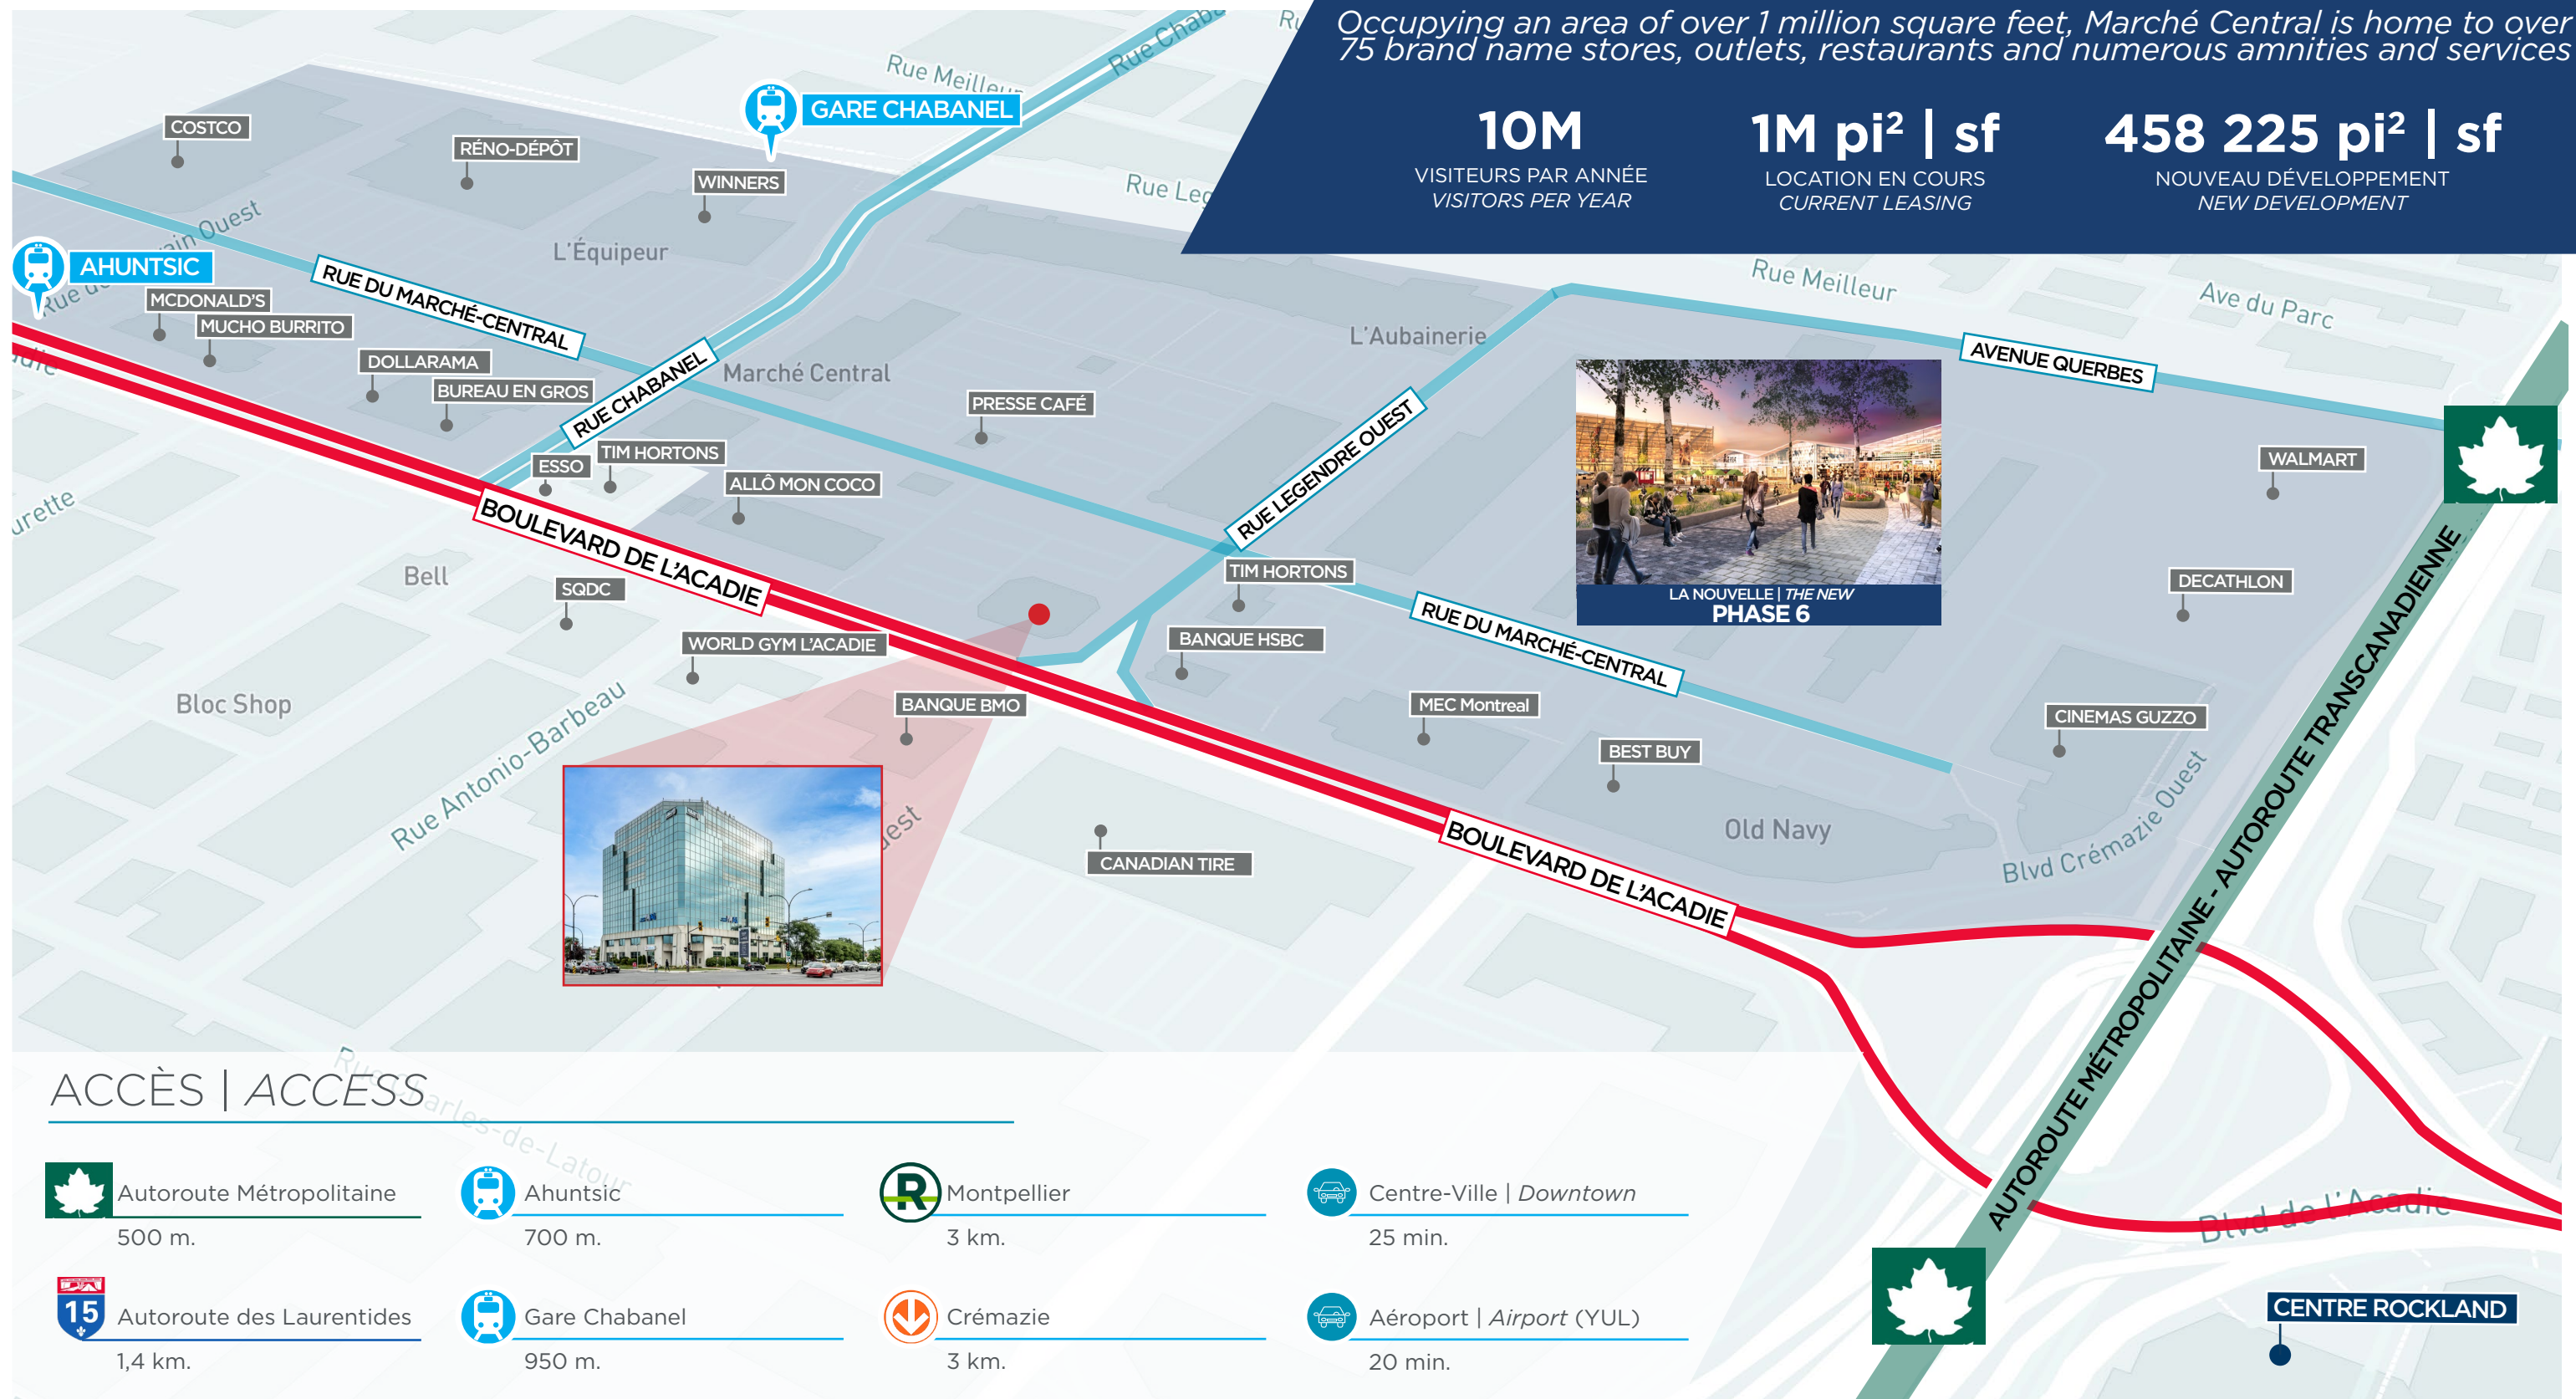 Occupying an area of over 1 million square feet, Marché Central is home to over
75 brand name stores, outlets, restaurants and numerous amnities and services
10M
VISITEURS PAR ANNÉE
VISITORS PER YEAR
1M pi² | sf
LOCATION EN COURS
CURRENT LEASING
458 225 pi² | sf
NOUVEAU DÉVELOPPEMENT
NEW DEVELOPMENT
Rue Meilleur
COSTCO
RÉNO-DÉPÔT
GARE CHABANEL
WINNERS
L'Équipeur
AHUNTSIC
MCDONALD'S
MUCHO BURRITO
RUE DU MARCHÉ-CENTRAL
DOLLARAMA
BUREAU EN GROS
RUE CHABANEL
Marché Central
PRESSE CAFÉ
L'Aubainerie
Rue Meilleur
Ave du Parc
AVENUE QUERBES
RUE LEGENDRE OUEST
ESSO
TIM HORTONS
ALLÔ MON COCO
BOULEVARD DE L'ACADIE
Bell
SQDC
WORLD GYM L'ACADIE
BANQUE BMO
TIM HORTONS
BANQUE HSBC
RUE DU MARCHÉ-CENTRAL
LA NOUVELLE | THE NEW
PHASE 6
WALMART
DECATHLON
CINEMAS GUZZO
MEC Montreal
BEST BUY
Old Navy
Bloc Shop
Rue Antonio-Barbeau
CANADIAN TIRE
BOULEVARD DE L'ACADIE
Blvd Crémazie Ouest
AUTOROUTE MÉTROPOLITAINE - AUTOROUTE TRANSCANADIENNE
Blvd de l'Acadie
CENTRE ROCKLAND
Rue Charles-de-Latour
ACCÈS | ACCESS
Autoroute Métropolitaine
500 m.
Ahuntsic
700 m.
R
Montpellier
3 km.
Centre-Ville | Downtown
25 min.
15
Autoroute des Laurentides
1,4 km.
Gare Chabanel
950 m.
Crémazie
3 km.
Aéroport | Airport (YUL)
20 min.